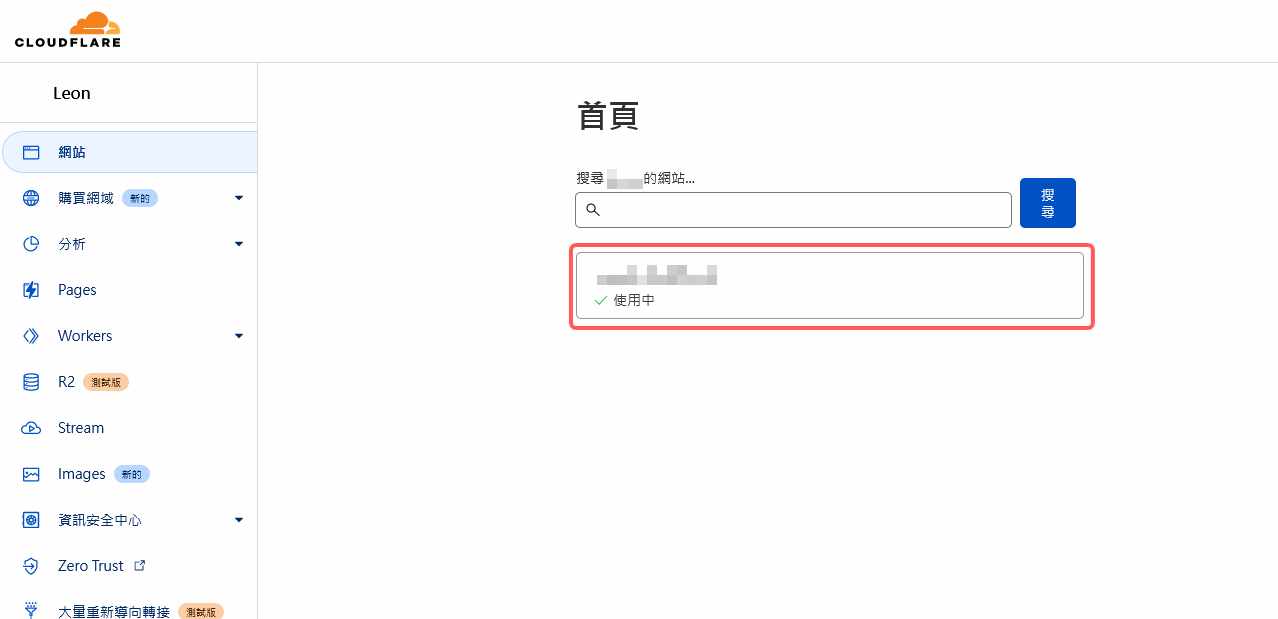 CLOUDFLARE
Leon
網站
購買網域 新的
分析
Pages
Workers
R2 測試版
Stream
Images 新的
資訊安全中心
Zero Trust
大量重新導向轉接 測試版
首頁
搜尋 的網站...
搜
尋
使用中